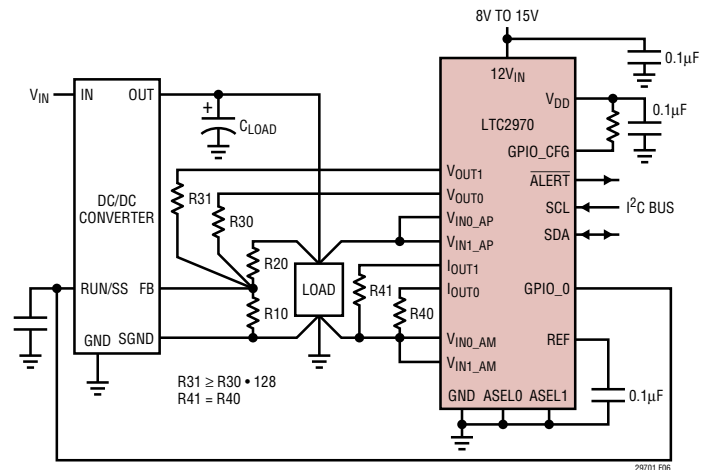 8V TO 15V
0.1µF
12VIN
VIN
IN
OUT
VDD
0.1µF
+
CLOAD
LTC2970
GPIO_CFG
VOUT1
ALERT
R31
VOUT0
DC/DC
CONVERTER
R30
SCL
I2C BUS
VIN0_AP
R20
VIN1_AP
SDA
IOUT1
RUN/SS
FB
LOAD
R41
IOUT0
GPIO_0
R10
R40
GND
SGND
VIN0_AM
REF
VIN1_AM
R31 ≥ R30 • 128
R41 = R40
GND
ASEL0
ASEL1
0.1µF
29701 F06